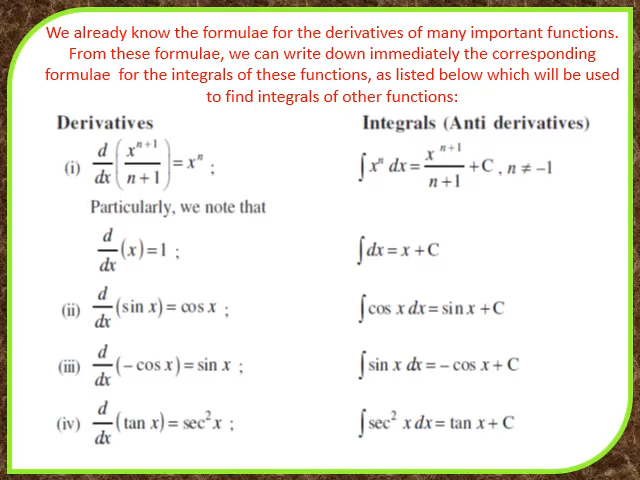 We already know the formulae for the derivatives of many important functions.
From these formulae, we can write down immediately the corresponding
formulae for the integrals of these functions, as listed below which will be used
to find integrals of other functions:
Derivatives Integrals (Anti derivatives)
(i) d/dx (xⁿ⁺¹/(n+1)) = xⁿ ; ∫xⁿ dx = xⁿ⁺¹/(n+1) + C , n ≠ –1
Particularly, we note that
d/dx (x) = 1 ; ∫dx = x + C
(ii) d/dx (sin x) = cos x ; ∫cos x dx = sin x + C
(iii) d/dx (– cos x) = sin x ; ∫sin x dx = – cos x + C
(iv) d/dx (tan x) = sec²x ; ∫sec² x dx = tan x + C